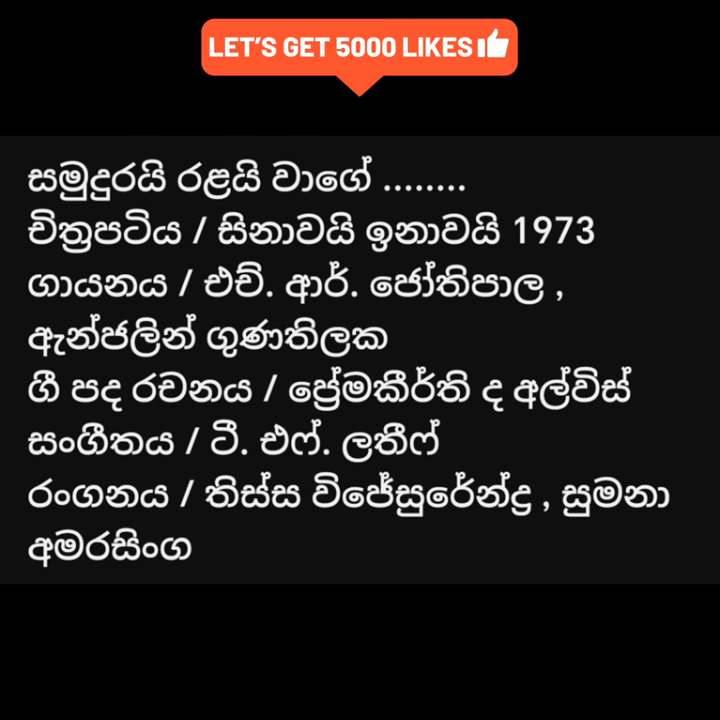 LET'S GET 5000 LIKES
සමුදුරයි රළයි වාගේ ........
චිත්‍රපටිය / සිනාවයි ඉනාවයි 1973
ගායනය / එච්. ආර්. ජෝතිපාල ,
ඇන්ජලින් ගුණතිලක
ගී පද රචනය / ප්‍රේමකීර්ති ද අල්විස්
සංගීතය / ටී. එෆ්. ලතීෆ්
රංගනය / තිස්ස විජේසුරේන්ද්‍ර , සුමනා
අමරසිංග